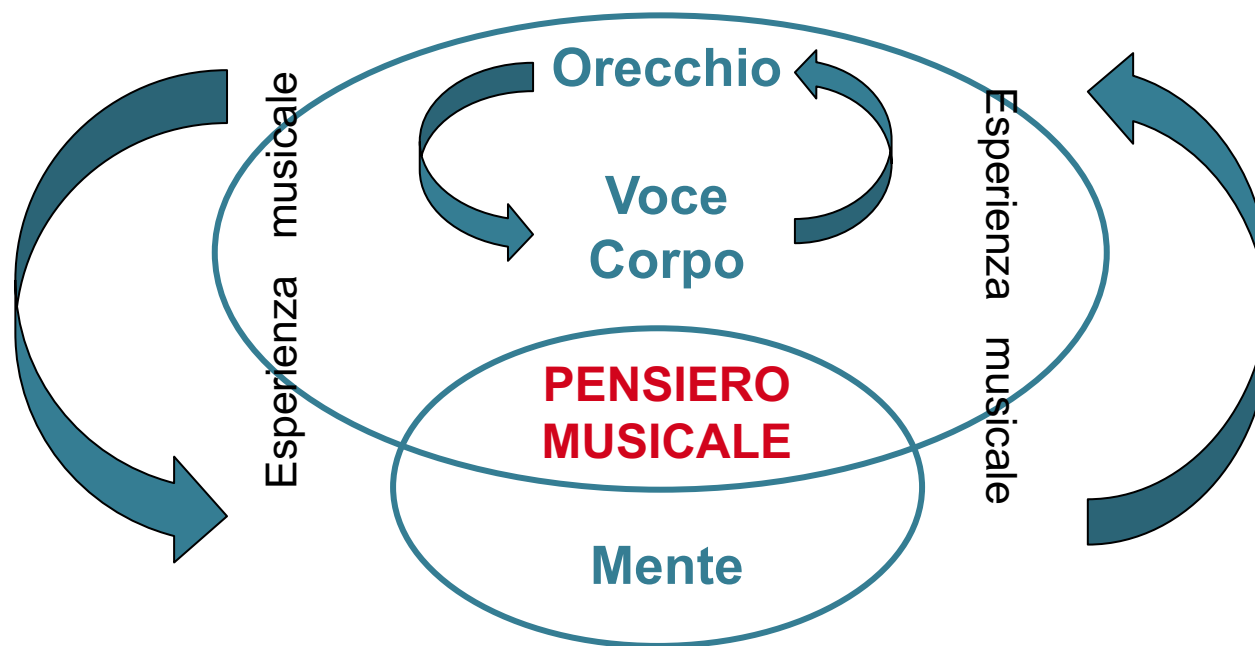 Orecchio
Esperienza musicale
Esperienza musicale
Voce
Corpo
PENSIERO
MUSICALE
Mente